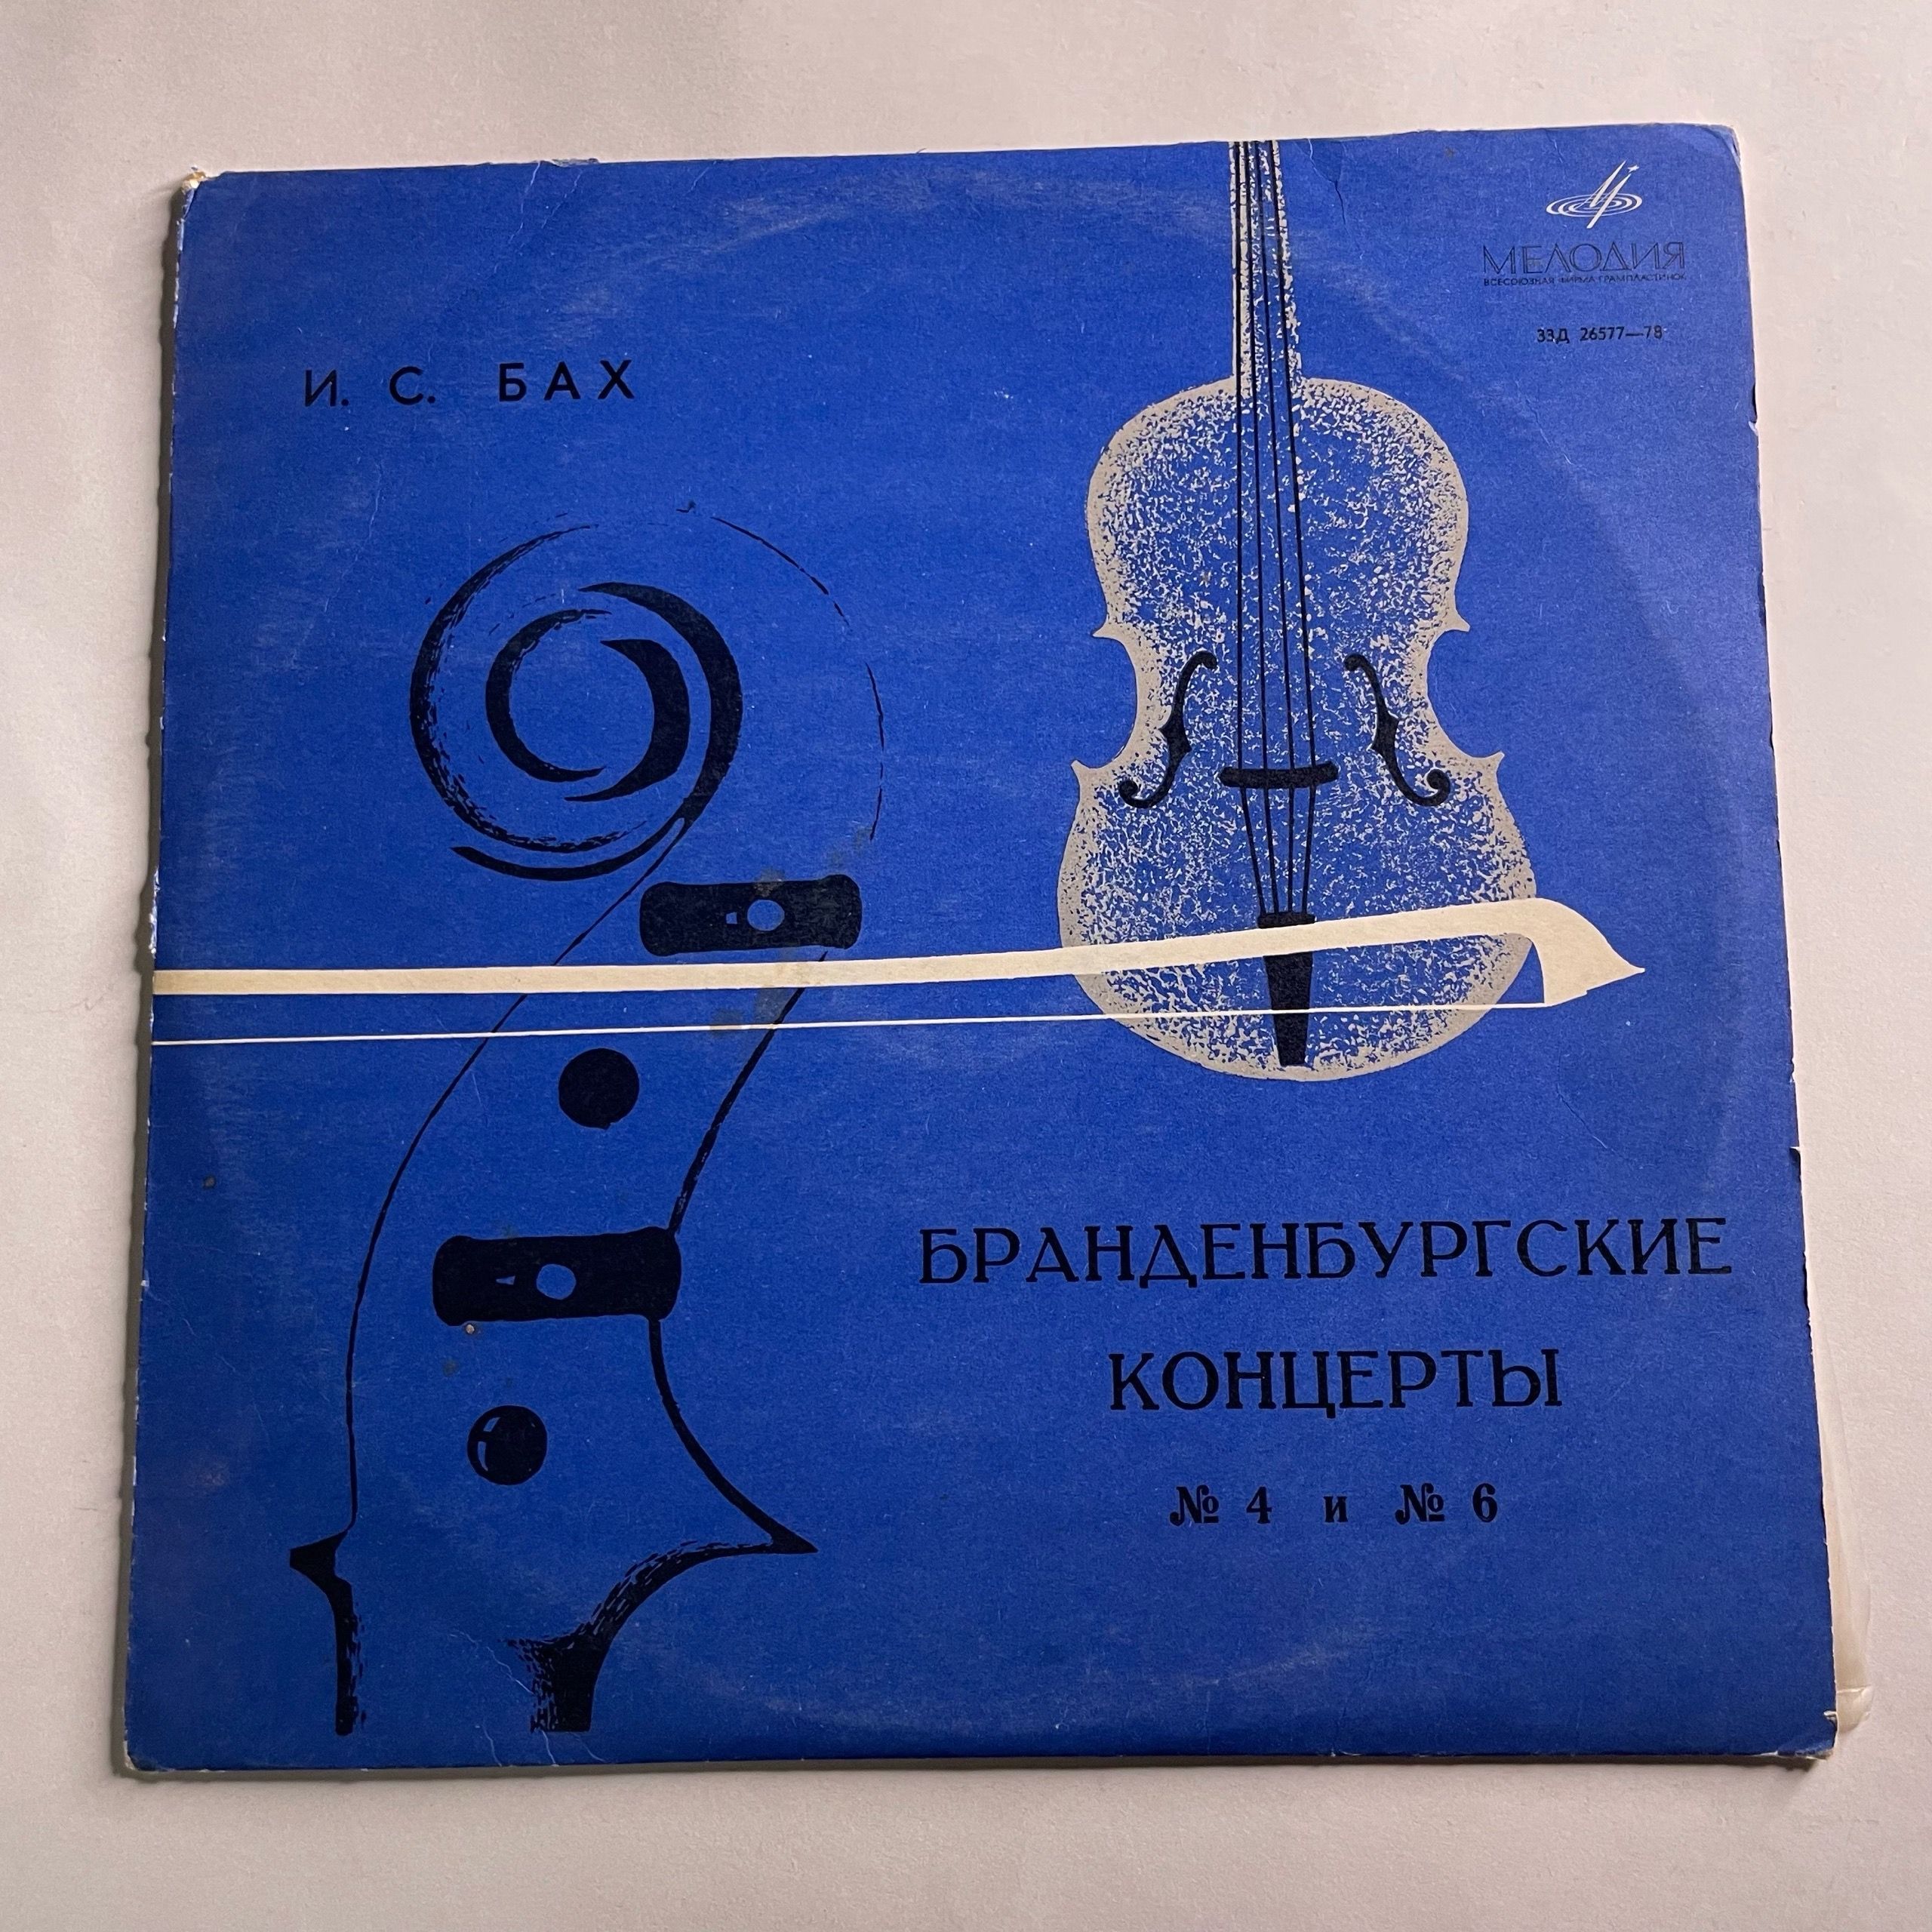 МЕЛОДИЯ
ВСЕСОЮЗНАЯ ФИРМА ГРАМПЛАСТИНОК
33Д 26577—78
И. С. БАХ
БРАНДЕНБУРГСКИЕ
КОНЦЕРТЫ
№ 4 и № 6